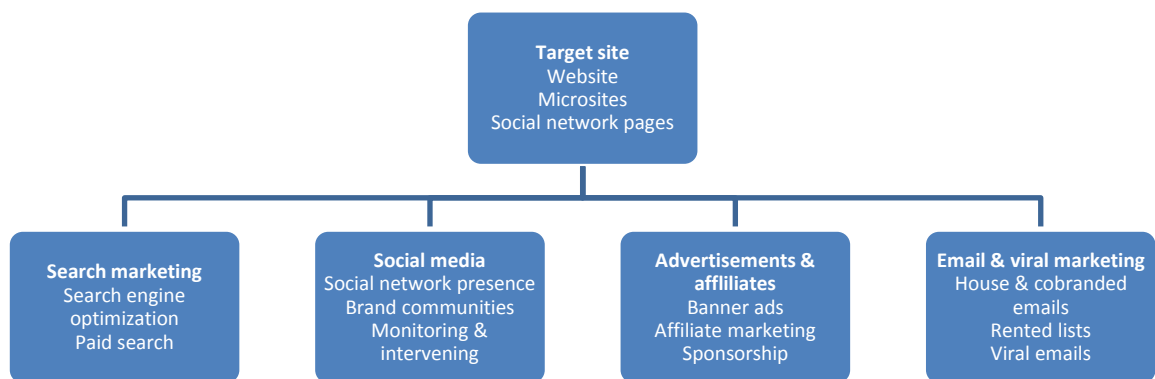 Target site
Website
Microsites
Social network pages
Search marketing
Search engine
optimization
Paid search
Social media
Social network presence
Brand communities
Monitoring &
intervening
Advertisements &
affliliates
Banner ads
Affiliate marketing
Sponsorship
Email & viral marketing
House & cobranded
emails
Rented lists
Viral emails